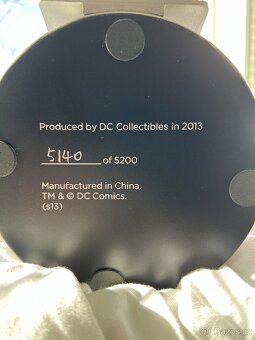 Produced by DC Collectibles in 2013
5140 of 5200
Manufactured in China.
TM & © DC Comics.
(s13)